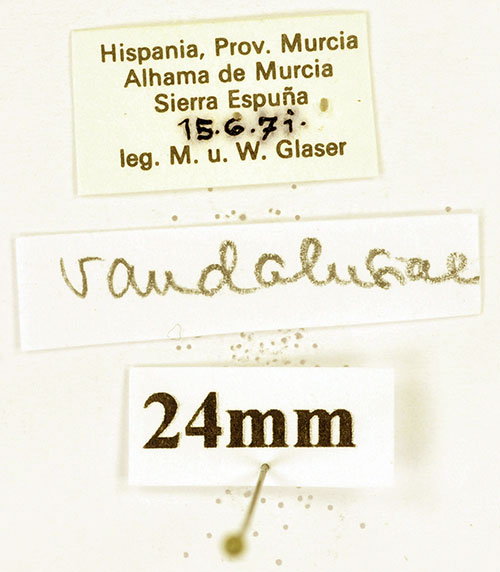 Hispania, Prov. Murcia
Alhama de Murcia
Sierra Espuña
15.6.71.
leg. M. u. W. Glaser
vandalusiae
24mm